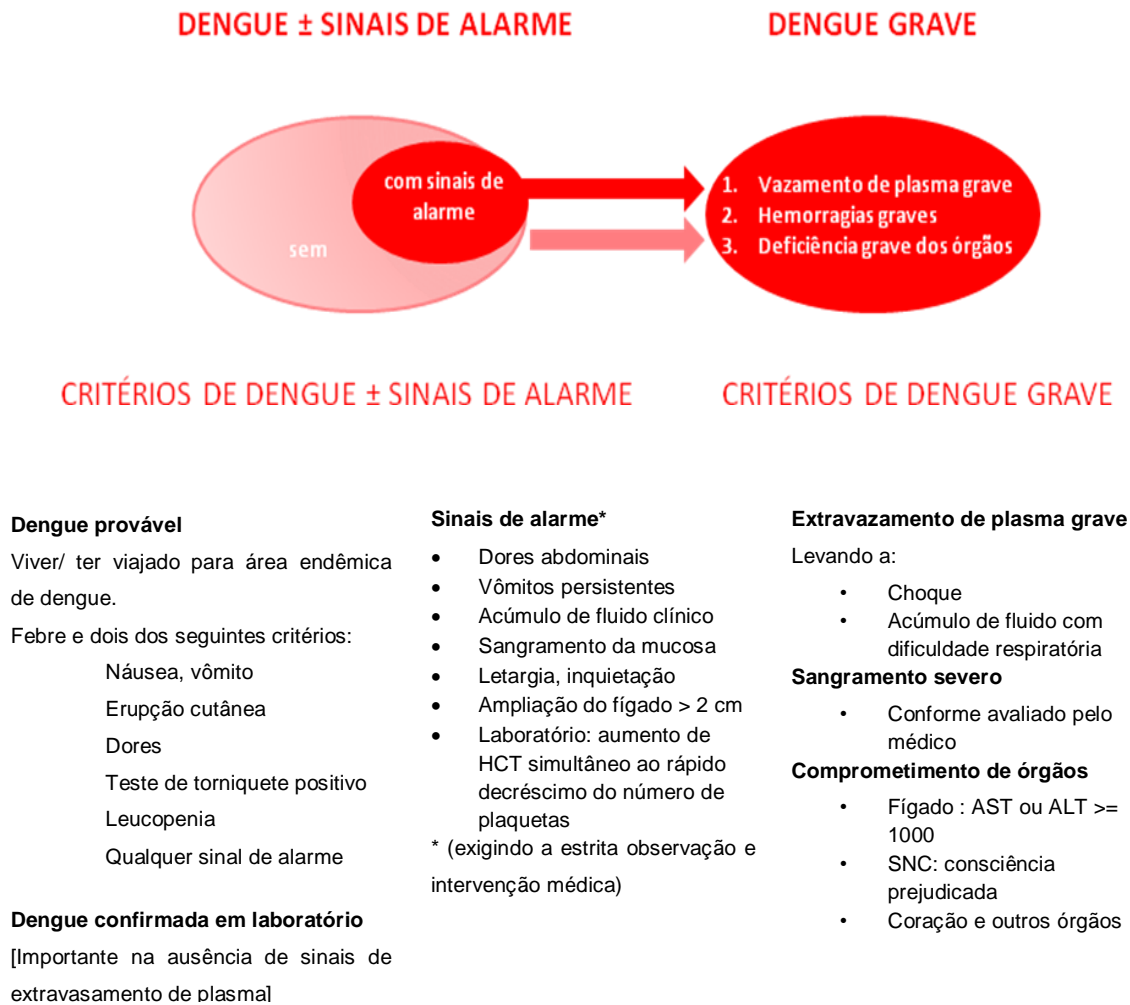 DENGUE ± SINAIS DE ALARME
DENGUE GRAVE
com sinais de
alarme
sem
1. Vazamento de plasma grave
2. Hemorragias graves
3. Deficiência grave dos órgãos
CRITÉRIOS DE DENGUE ± SINAIS DE ALARME
CRITÉRIOS DE DENGUE GRAVE
Dengue provável
Viver/ ter viajado para área endêmica
de dengue.
Febre e dois dos seguintes critérios:
Náusea, vômito
Erupção cutânea
Dores
Teste de torniquete positivo
Leucopenia
Qualquer sinal de alarme
Dengue confirmada em laboratório
[Importante na ausência de sinais de
extravasamento de plasma]
Sinais de alarme*
• Dores abdominais
• Vômitos persistentes
• Acúmulo de fluido clínico
• Sangramento da mucosa
• Letargia, inquietação
• Ampliação do fígado > 2 cm
• Laboratório: aumento de
HCT simultâneo ao rápido
decréscimo do número de
plaquetas
* (exigindo a estrita observação e
intervenção médica)
Extravazamento de plasma grave
Levando a:
• Choque
• Acúmulo de fluido com
dificuldade respiratória
Sangramento severo
• Conforme avaliado pelo
médico
Comprometimento de órgãos
• Fígado : AST ou ALT >=
1000
• SNC: consciência
prejudicada
• Coração e outros órgãos